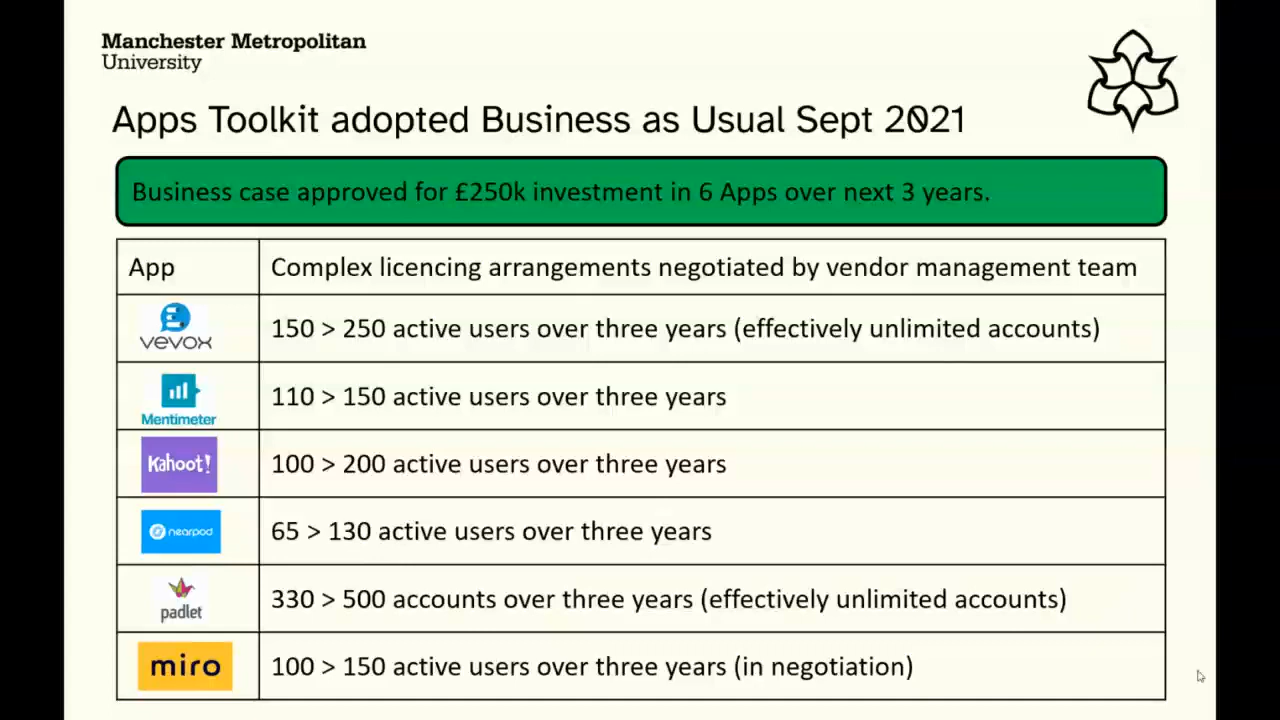 Manchester Metropolitan
University
Apps Toolkit adopted Business as Usual Sept 2021
Business case approved for £250k investment in 6 Apps over next 3 years.
App
Complex licencing arrangements negotiated by vendor management team
vevox
150 > 250 active users over three years (effectively unlimited accounts)
Mentimeter
110 > 150 active users over three years
Kahoot!
100 > 200 active users over three years
nearpod
65 > 130 active users over three years
padlet
330 > 500 accounts over three years (effectively unlimited accounts)
miro
100 > 150 active users over three years (in negotiation)